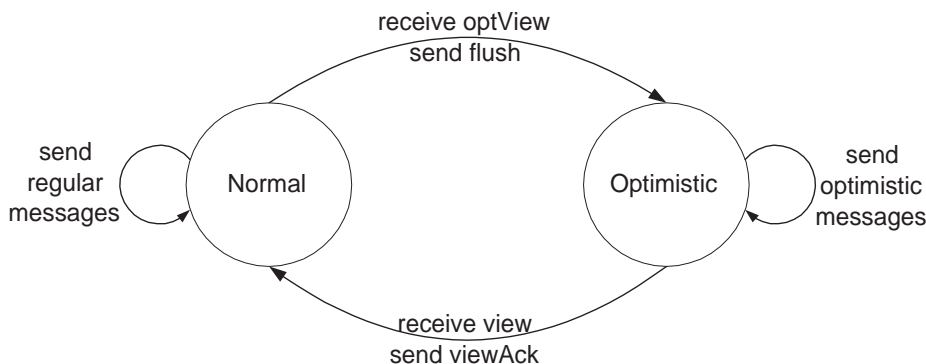 receive optView
send flush
send
regular
messages
Normal
Optimistic
send
optimistic
messages
receive view
send viewAck